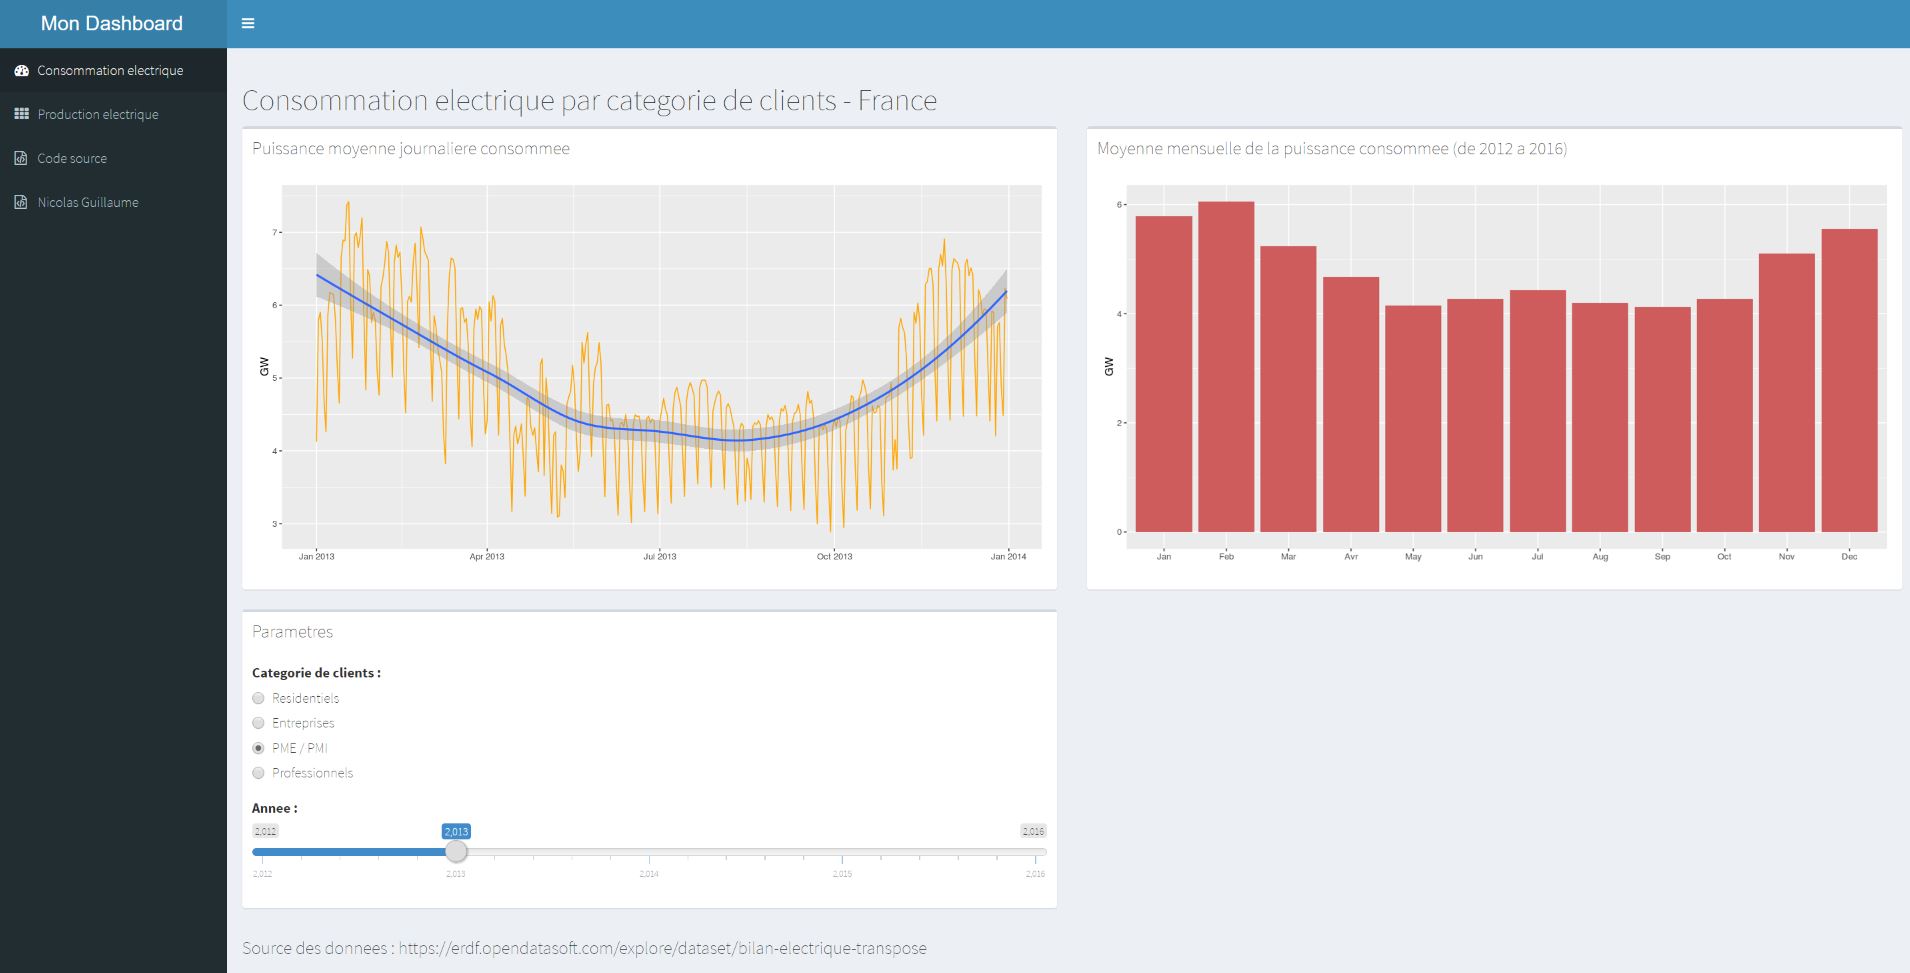 Mon Dashboard
Consommation electrique
Production electrique
Code source
Nicolas Guillaume
Consommation electrique par categorie de clients - France
Puissance moyenne journaliere consommee
GW
7
6
5
4
3
Jan 2013 Apr 2013 Jul 2013 Oct 2013 Jan 2014
Moyenne mensuelle de la puissance consommee (de 2012 a 2016)
GW
6
4
2
0
Jan Feb Mar Avr May Jun Jul Aug Sep Oct Nov Dec
Parametres
Categorie de clients :
Residentiels
Entreprises
PME / PMI
Professionnels
Annee :
2,012 2,013 2,016
2,012 2,013 2,014 2,015 2,016
Source des donnees : https://erdf.opendatasoft.com/explore/dataset/bilan-electrique-transpose